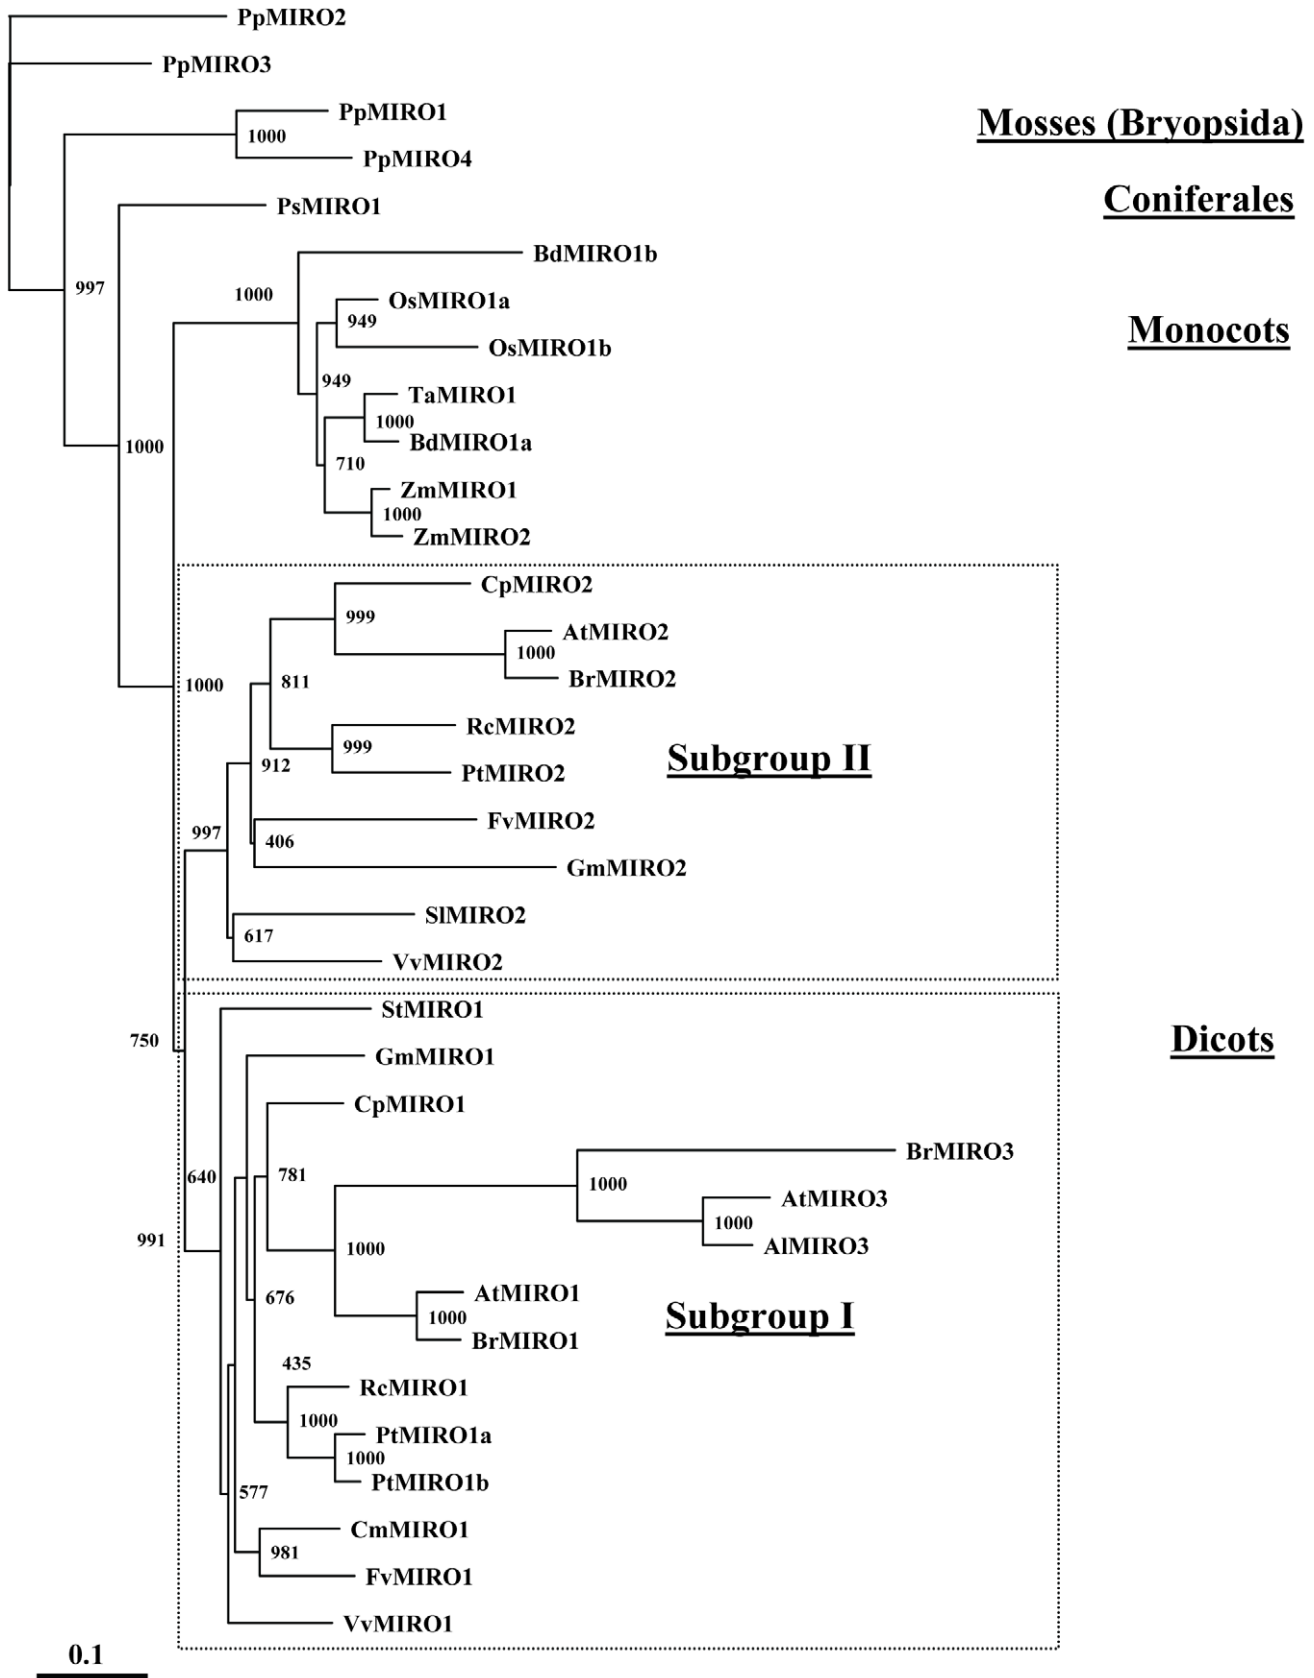 PpMIRO2
PpMIRO3
PpMIRO1
1000
Mosses (Bryopsida)
PpMIRO4
PsMIRO1
Coniferales
BdMIRO1b
997
1000
OsMIRO1a
949
Monocots
OsMIRO1b
949
TaMIRO1
1000
BdMIRO1a
1000
710
ZmMIRO1
1000
ZmMIRO2
CpMIRO2
999
AtMIRO2
1000
BrMIRO2
1000
811
RcMIRO2
999
Subgroup II
912
PtMIRO2
FvMIRO2
997
406
GmMIRO2
SlMIRO2
617
VvMIRO2
StMIRO1
750
Dicots
GmMIRO1
CpMIRO1
BrMIRO3
640
781
1000
AtMIRO3
1000
991
1000
AlMIRO3
AtMIRO1
676
1000
Subgroup I
BrMIRO1
435
RcMIRO1
1000
PtMIRO1a
1000
PtMIRO1b
577
CmMIRO1
981
FvMIRO1
VvMIRO1
0.1